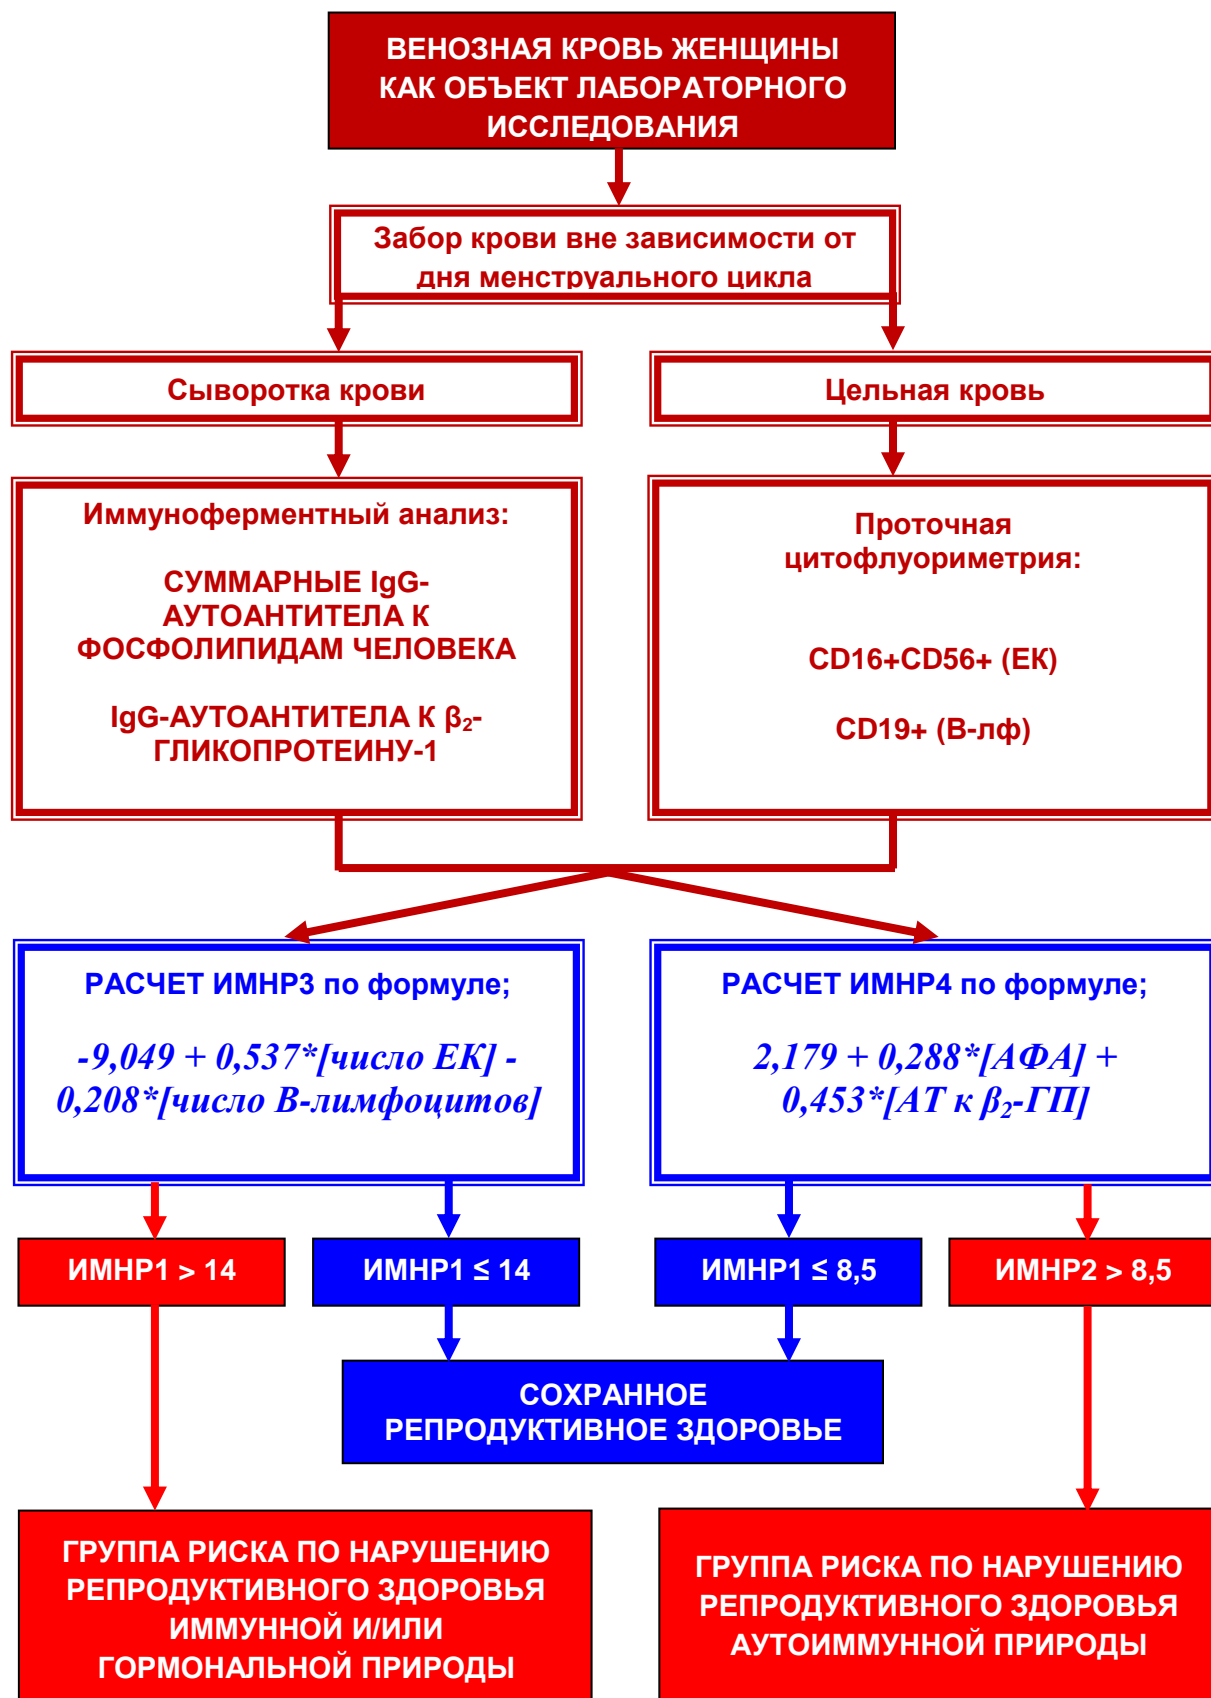 ВЕНОЗНАЯ КРОВЬ ЖЕНЩИНЫ
КАК ОБЪЕКТ ЛАБОРАТОРНОГО
ИССЛЕДОВАНИЯ
Забор крови вне зависимости от
дня менструального цикла
Сыворотка крови
Цельная кровь
Иммуноферментный анализ:
СУММАРНЫЕ IgG-
АУТОАНТИТЕЛА К
ФОСФОЛИПИДАМ ЧЕЛОВЕКА
IgG-АУТОАНТИТЕЛА К β₂-
ГЛИКОПРОТЕИНУ-1
Проточная
цитофлуориметрия:
CD16+CD56+ (ЕК)
CD19+ (В-лф)
РАСЧЕТ ИМНР3 по формуле;
-9,049 + 0,537*[число ЕК] -
0,208*[число В-лимфоцитов]
РАСЧЕТ ИМНР4 по формуле;
2,179 + 0,288*[АФА] +
0,453*[АТ к β₂-ГП]
ИМНР1 > 14
ИМНР1 ≤ 14
ИМНР1 ≤ 8,5
ИМНР2 > 8,5
СОХРАННОЕ
РЕПРОДУКТИВНОЕ ЗДОРОВЬЕ
ГРУППА РИСКА ПО НАРУШЕНИЮ
РЕПРОДУКТИВНОГО ЗДОРОВЬЯ
ИММУННОЙ И/ИЛИ
ГОРМОНАЛЬНОЙ ПРИРОДЫ
ГРУППА РИСКА ПО НАРУШЕНИЮ
РЕПРОДУКТИВНОГО ЗДОРОВЬЯ
АУТОИММУННОЙ ПРИРОДЫ